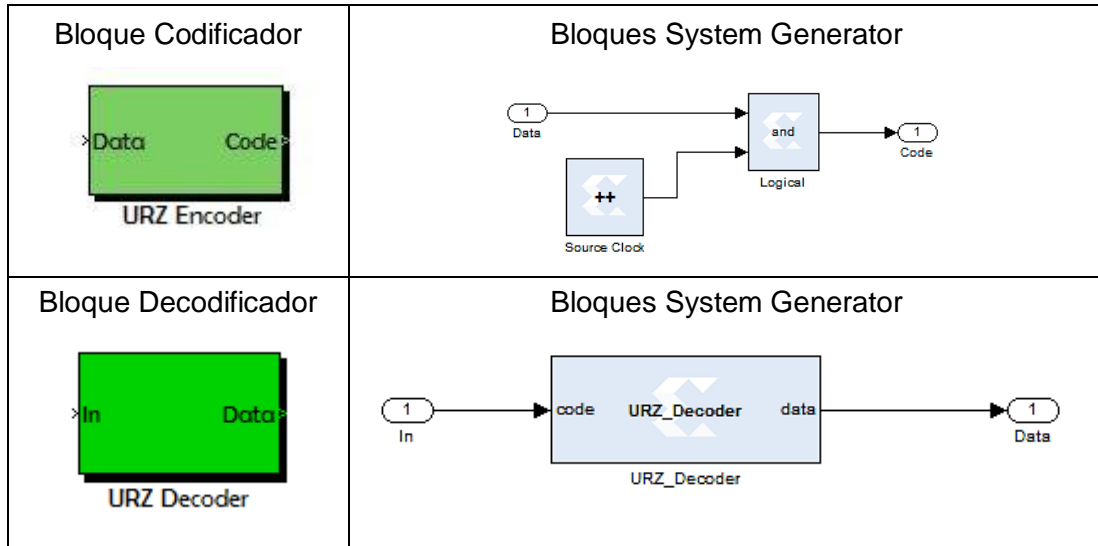 Bloque Codificador
Bloques System Generator
Data
Code
URZ Encoder
1
Data
++
Source Clock
and
Logical
1
Code
Bloque Decodificador
Bloques System Generator
In
Data
URZ Decoder
1
In
code
URZ_Decoder
data
URZ_Decoder
1
Data